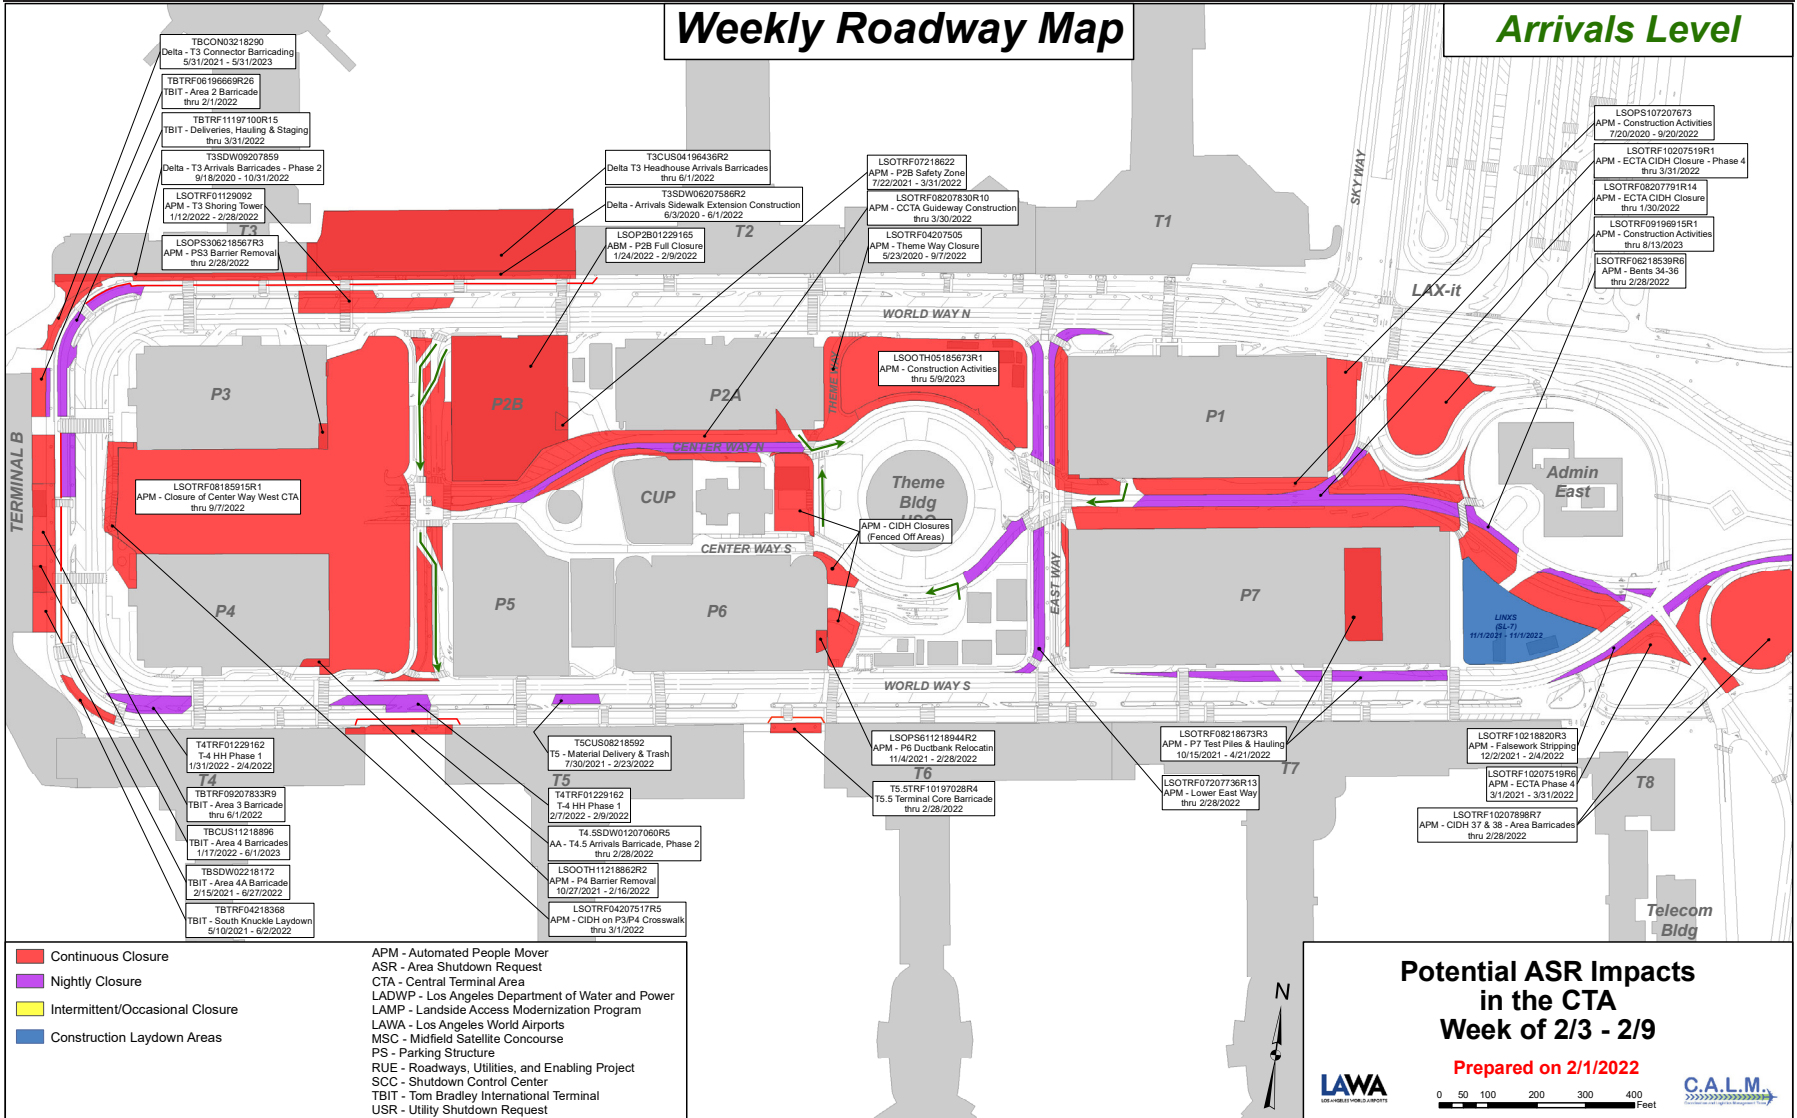 Weekly Roadway Map
Arrivals Level
TBCON03218290
Delta - T3 Connector Barricading
5/31/2021 - 5/31/2023
TBTRF06196669R26
TBIT - Area 2 Barricade
thru 2/1/2022
TBTRF11197100R15
TBIT - Deliveries, Hauling & Staging
thru 3/31/2022
T3SDW09207859
Delta - T3 Arrivals Barricades - Phase 2
9/18/2020 - 10/31/2022
LSOTRF01129092
APM - T3 Shoring Tower
1/12/2022 - 2/28/2022
T3
LSOPS306218567R3
APM - PS3 Barrier Removal
thru 2/28/2022
T3CUS04196436R2
Delta T3 Headhouse Arrivals Barricades
thru 6/1/2022
T3SDW06207586R2
Delta - Arrivals Sidewalk Extension Construction
6/3/2020 - 6/1/2022
LSOP2B01229165
ABM - P2B Full Closure
1/24/2022 - 2/9/2022
T2
LSOTRF07218622
APM - P2B Safety Zone
7/22/2021 - 3/31/2022
LSOTRF08207830R10
APM - CCTA Guideway Construction
thru 3/30/2022
LSOTRF04207505
APM - Theme Way Closure
5/23/2020 - 9/7/2022
T1
SKY WAY
LAX-it
LSOPS107207673
APM - Construction Activities
7/20/2020 - 9/20/2022
LSOTRF10207519R1
APM - ECTA CIDH Closure - Phase 4
thru 3/31/2022
LSOTRF08207791R14
APM - ECTA CIDH Closure
thru 1/30/2022
LSOTRF09196915R1
APM - Construction Activities
thru 8/13/2023
LSOTRF06218539R6
APM - Bents 34-36
thru 2/28/2022
WORLD WAY N
P3
P2B
P2A
THEME WAY
LSOOTH05185673R1
APM - Construction Activities
thru 5/9/2023
P1
CENTER WAY N
TERMINAL B
LSOTRF08185915R1
APM - Closure of Center Way West CTA
thru 9/7/2022
CUP
Theme
Bldg
USO
APM - CIDH Closures
(Fenced Off Areas)
Admin
East
CENTER WAY S
EAST WAY
P4
P5
P6
P7
LINXS
(SL-7)
11/1/2021 - 11/1/2022
WORLD WAY S
T4TRF01229162
T-4 HH Phase 1
1/31/2022 - 2/4/2022
T4
TBTRF09207833R9
TBIT - Area 3 Barricade
thru 6/1/2022
TBCUS11218896
TBIT - Area 4 Barricades
1/17/2022 - 6/1/2023
TBSDW02218172
TBIT - Area 4A Barricade
2/15/2021 - 6/27/2022
TBTRF04218368
TBIT - South Knuckle Laydown
5/10/2021 - 6/2/2022
T5CUS08218592
T5 - Material Delivery & Trash
7/30/2021 - 2/23/2022
T5
T4TRF01229162
T-4 HH Phase 1
2/7/2022 - 2/9/2022
T4.5SDW01207060R5
AA - T4.5 Arrivals Barricade, Phase 2
thru 2/28/2022
LSOOTH11218862R2
APM - P4 Barrier Removal
10/27/2021 - 2/16/2022
LSOTRF04207517R5
APM - CIDH on P3/P4 Crosswalk
thru 3/1/2022
LSOPS611218944R2
APM - P6 Ductbank Relocatin
11/4/2021 - 2/28/2022
T6
T5.5TRF10197028R4
T5.5 Terminal Core Barricade
thru 2/28/2022
LSOTRF08218673R3
APM - P7 Test Piles & Hauling
10/15/2021 - 4/21/2022
T7
LSOTRF07207736R13
APM - Lower East Way
thru 2/28/2022
LSOTRF10218820R3
APM - Falsework Stripping
12/2/2021 - 2/4/2022
LSOTRF10207519R6
APM - ECTA Phase 4
3/1/2021 - 3/31/2022
T8
LSOTRF10207898R7
APM - CIDH 37 & 38 - Area Barricades
thru 2/28/2022
Telecom
Bldg
Continuous Closure
Nightly Closure
Intermittent/Occasional Closure
Construction Laydown Areas
APM - Automated People Mover
ASR - Area Shutdown Request
CTA - Central Terminal Area
LADWP - Los Angeles Department of Water and Power
LAMP - Landside Access Modernization Program
LAWA - Los Angeles World Airports
MSC - Midfield Satellite Concourse
PS - Parking Structure
RUE - Roadways, Utilities, and Enabling Project
SCC - Shutdown Control Center
TBIT - Tom Bradley International Terminal
USR - Utility Shutdown Request
N
Potential ASR Impacts
in the CTA
Week of 2/3 - 2/9
Prepared on 2/1/2022
LAWA
LOS ANGELES WORLD AIRPORTS
0 50 100 200 300 400
Feet
C.A.L.M.